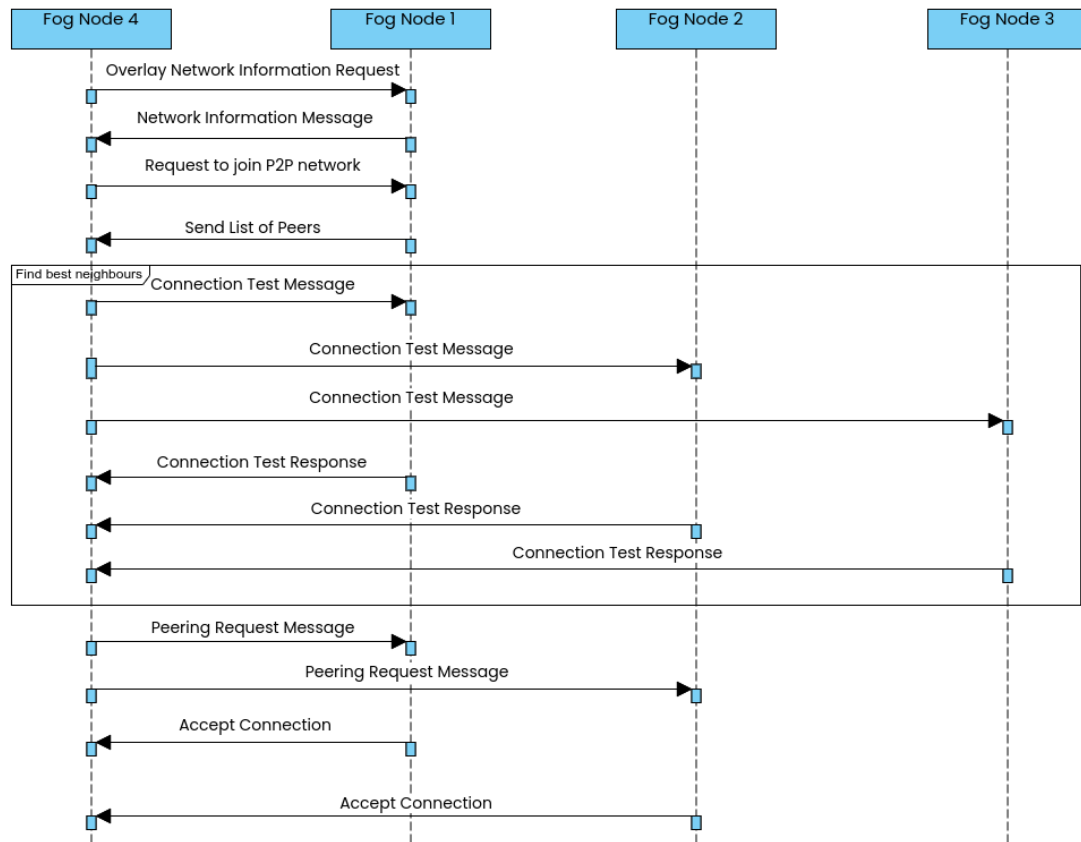 Fog Node 4
Fog Node 1
Fog Node 2
Fog Node 3
Overlay Network Information Request
Network Information Message
Request to join P2P network
Send List of Peers
Find best neighbours
Connection Test Message
Connection Test Message
Connection Test Message
Connection Test Response
Connection Test Response
Connection Test Response
Peering Request Message
Peering Request Message
Accept Connection
Accept Connection